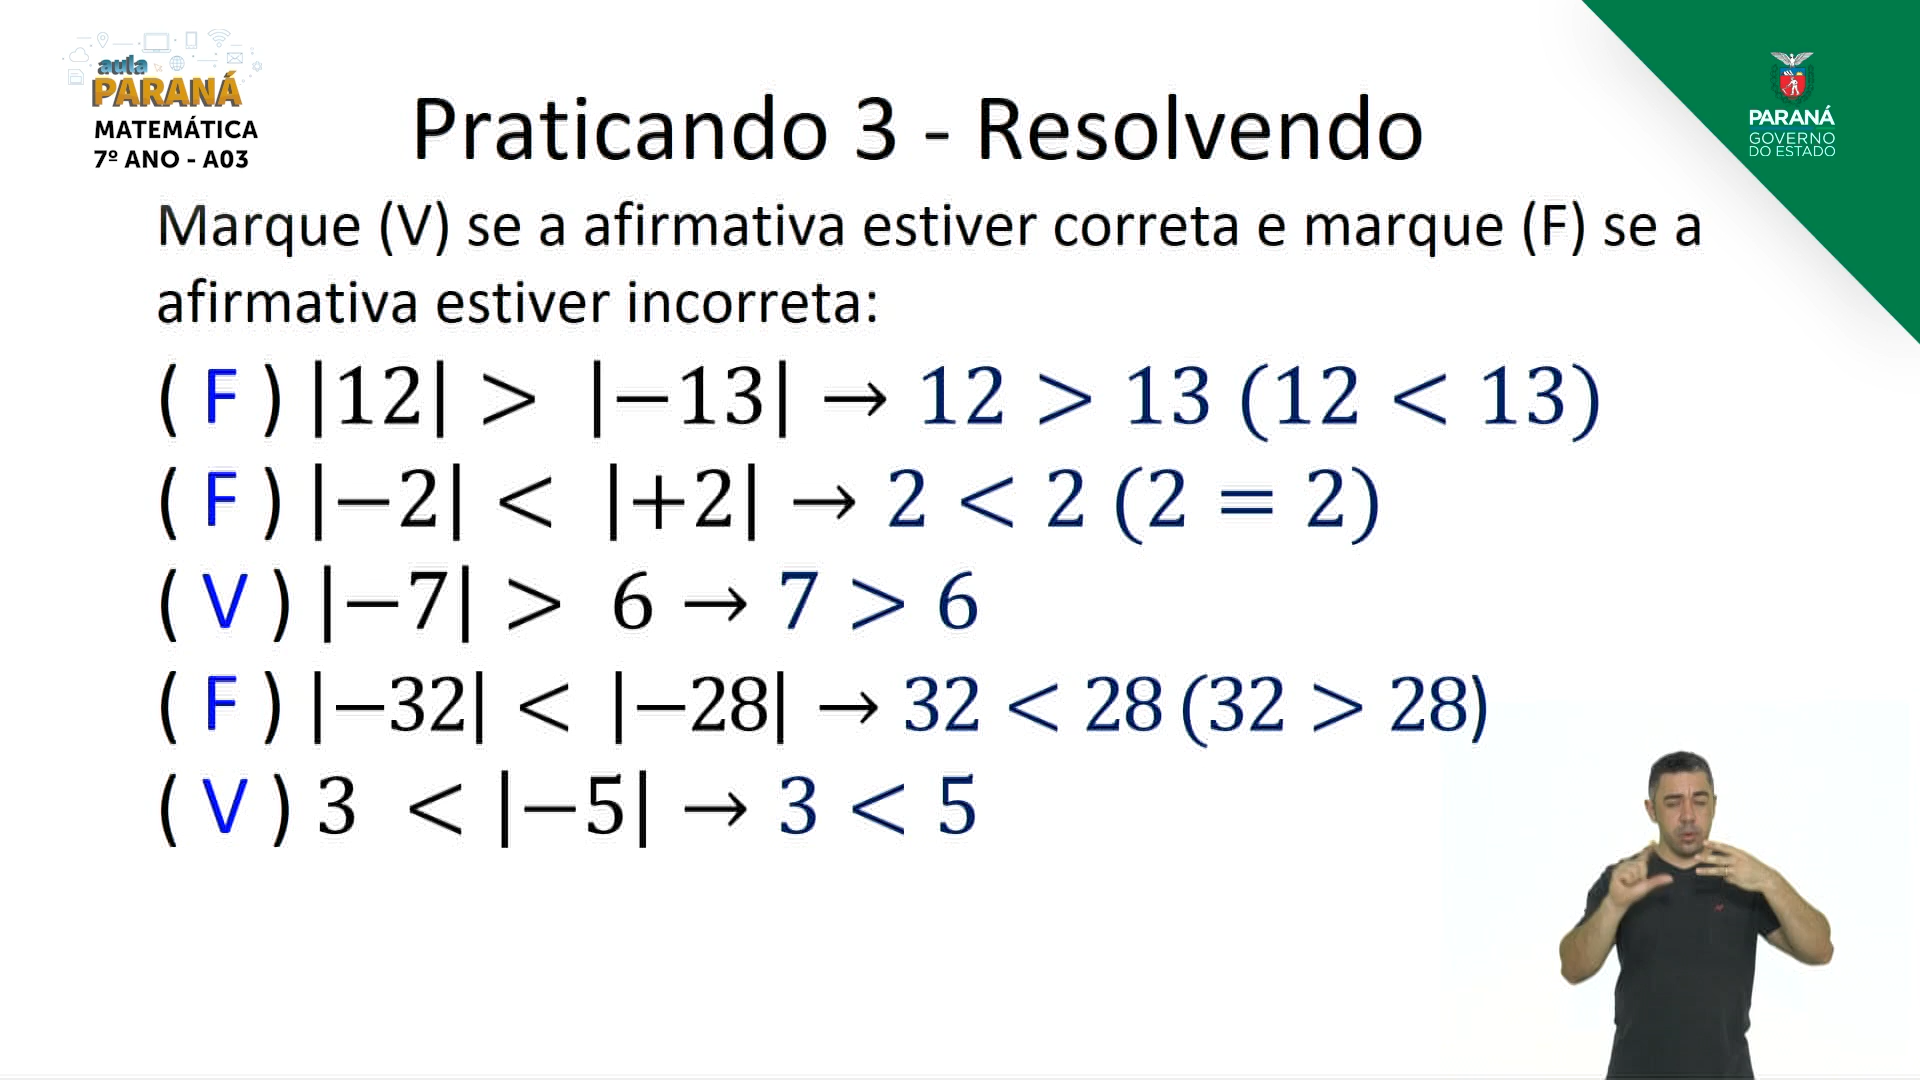 aula
PARANÁ
MATEMÁTICA
7º ANO - A03
PARANÁ
GOVERNO
DO ESTADO
Praticando 3 - Resolvendo
Marque (V) se a afirmativa estiver correta e marque (F) se a
afirmativa estiver incorreta:
( F ) |12| > |−13| → 12 > 13 (12 < 13)
( F ) |−2| < |+2| → 2 < 2 (2 = 2)
( V ) |−7| > 6 → 7 > 6
( F ) |−32| < |−28| → 32 < 28 (32 > 28)
( V ) 3 < |−5| → 3 < 5